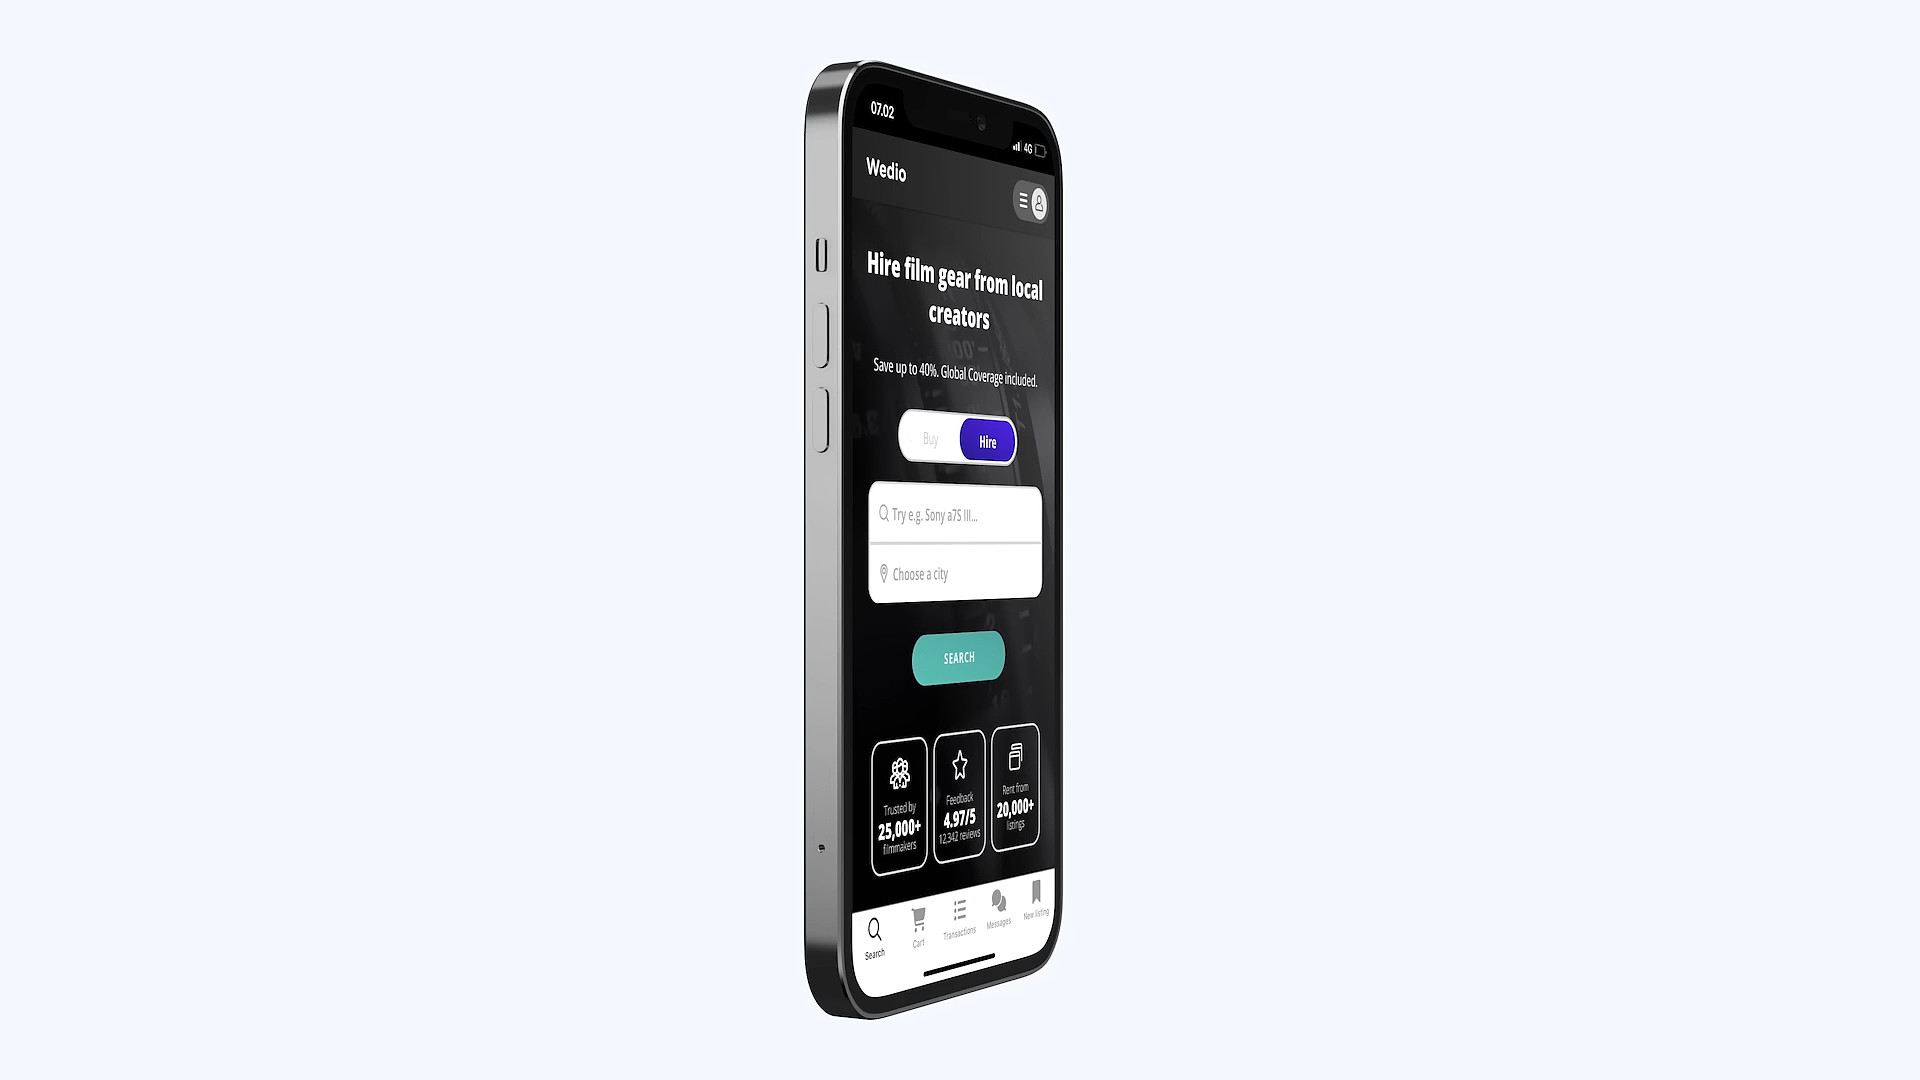 07.02
4G
Wedio
Hire film gear from local
creators
Save up to 40%. Global Coverage included.
Buy
Hire
Try e.g. Sony a7S III...
Choose a city
SEARCH
Trusted by
25,000+
filmmakers
Feedback
4.97/5
12,342 reviews
Rent from
20,000+
listings
Search
Cart
Transactions
Messages
New listing